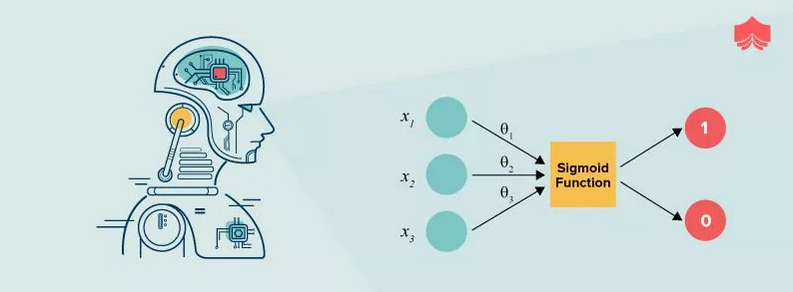 x1
θ1
1
x2
θ2
Sigmoid
Function
x3
θ3
0